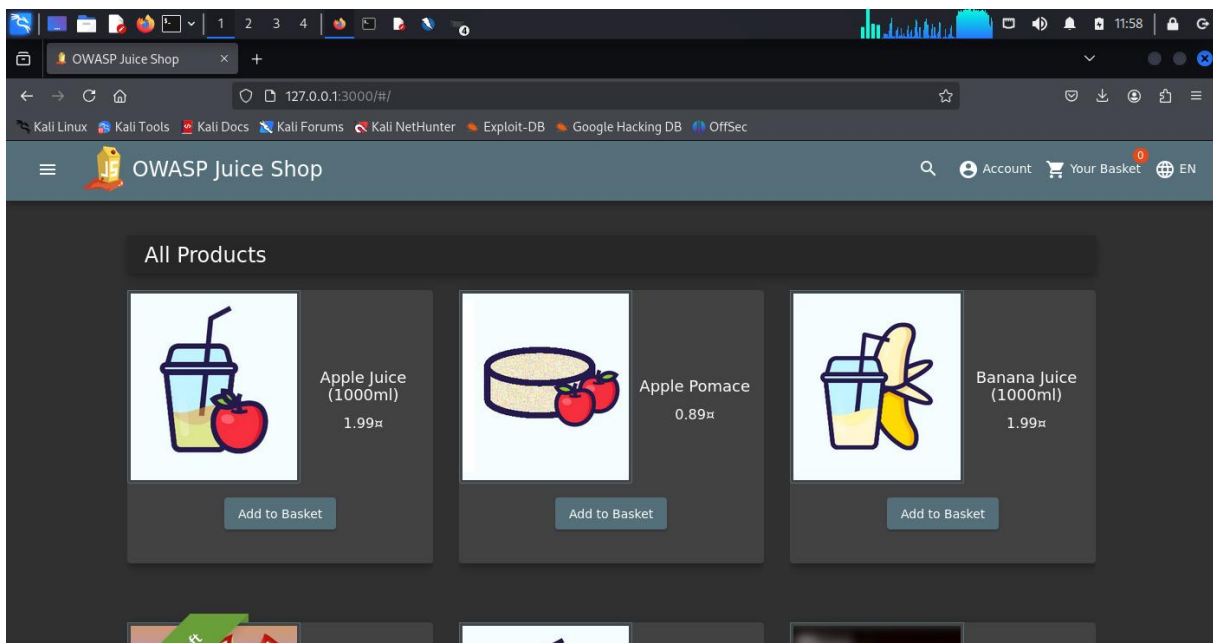 1 2 3 4 11:58
OWASP Juice Shop
127.0.0.1:3000/#/
Kali Linux Kali Tools Kali Docs Kali Forums Kali NetHunter Exploit-DB Google Hacking DB OffSec
JS OWASP Juice Shop Account Your Basket 0 EN
All Products
Apple Juice
(1000ml)
1.99¤
Apple Pomace
0.89¤
Banana Juice
(1000ml)
1.99¤
Add to Basket Add to Basket Add to Basket